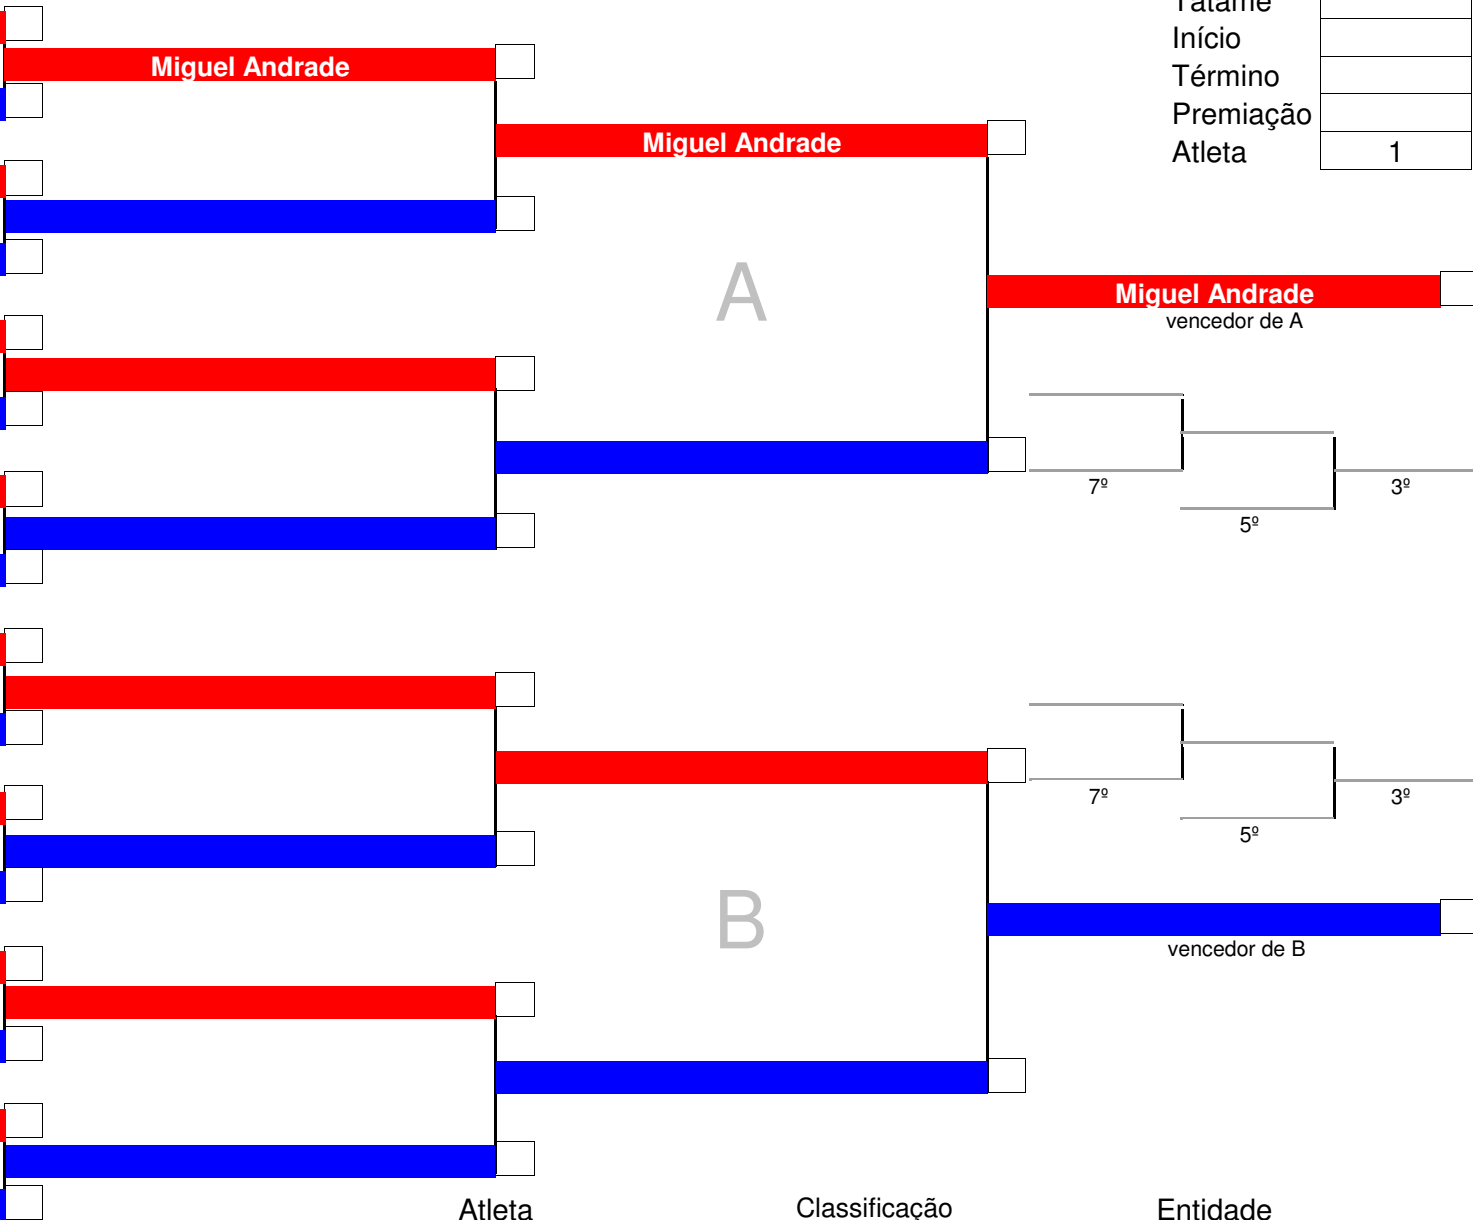 Tatame
Início
Miguel Andrade
Término
Premiação
Miguel Andrade
Atleta 1
A
Miguel Andrade
vencedor de A
7º 3º
5º
7º 3º
5º
B
vencedor de B
Atleta Classificação Entidade